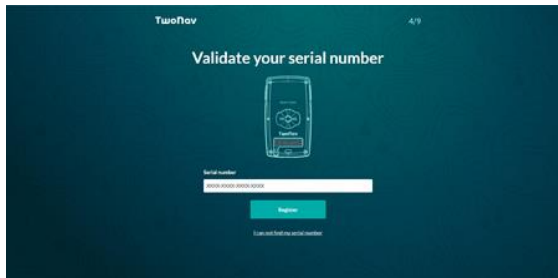 TwoNav
4/9
Validate your serial number
TwoNav
Serial number
XXXXX-XXXXX-XXXXX-XXXXX
Register
I can not find my serial number